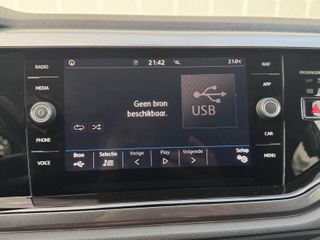 21:42
21.0°C
RADIO
MEDIA
PHONE
VOICE
Geen bron
beschikbaar.
USB
Bron
Selectie
Vorige
Play
Volgende
Setup
NAV
APP
CAR
MENU
PASSENGER